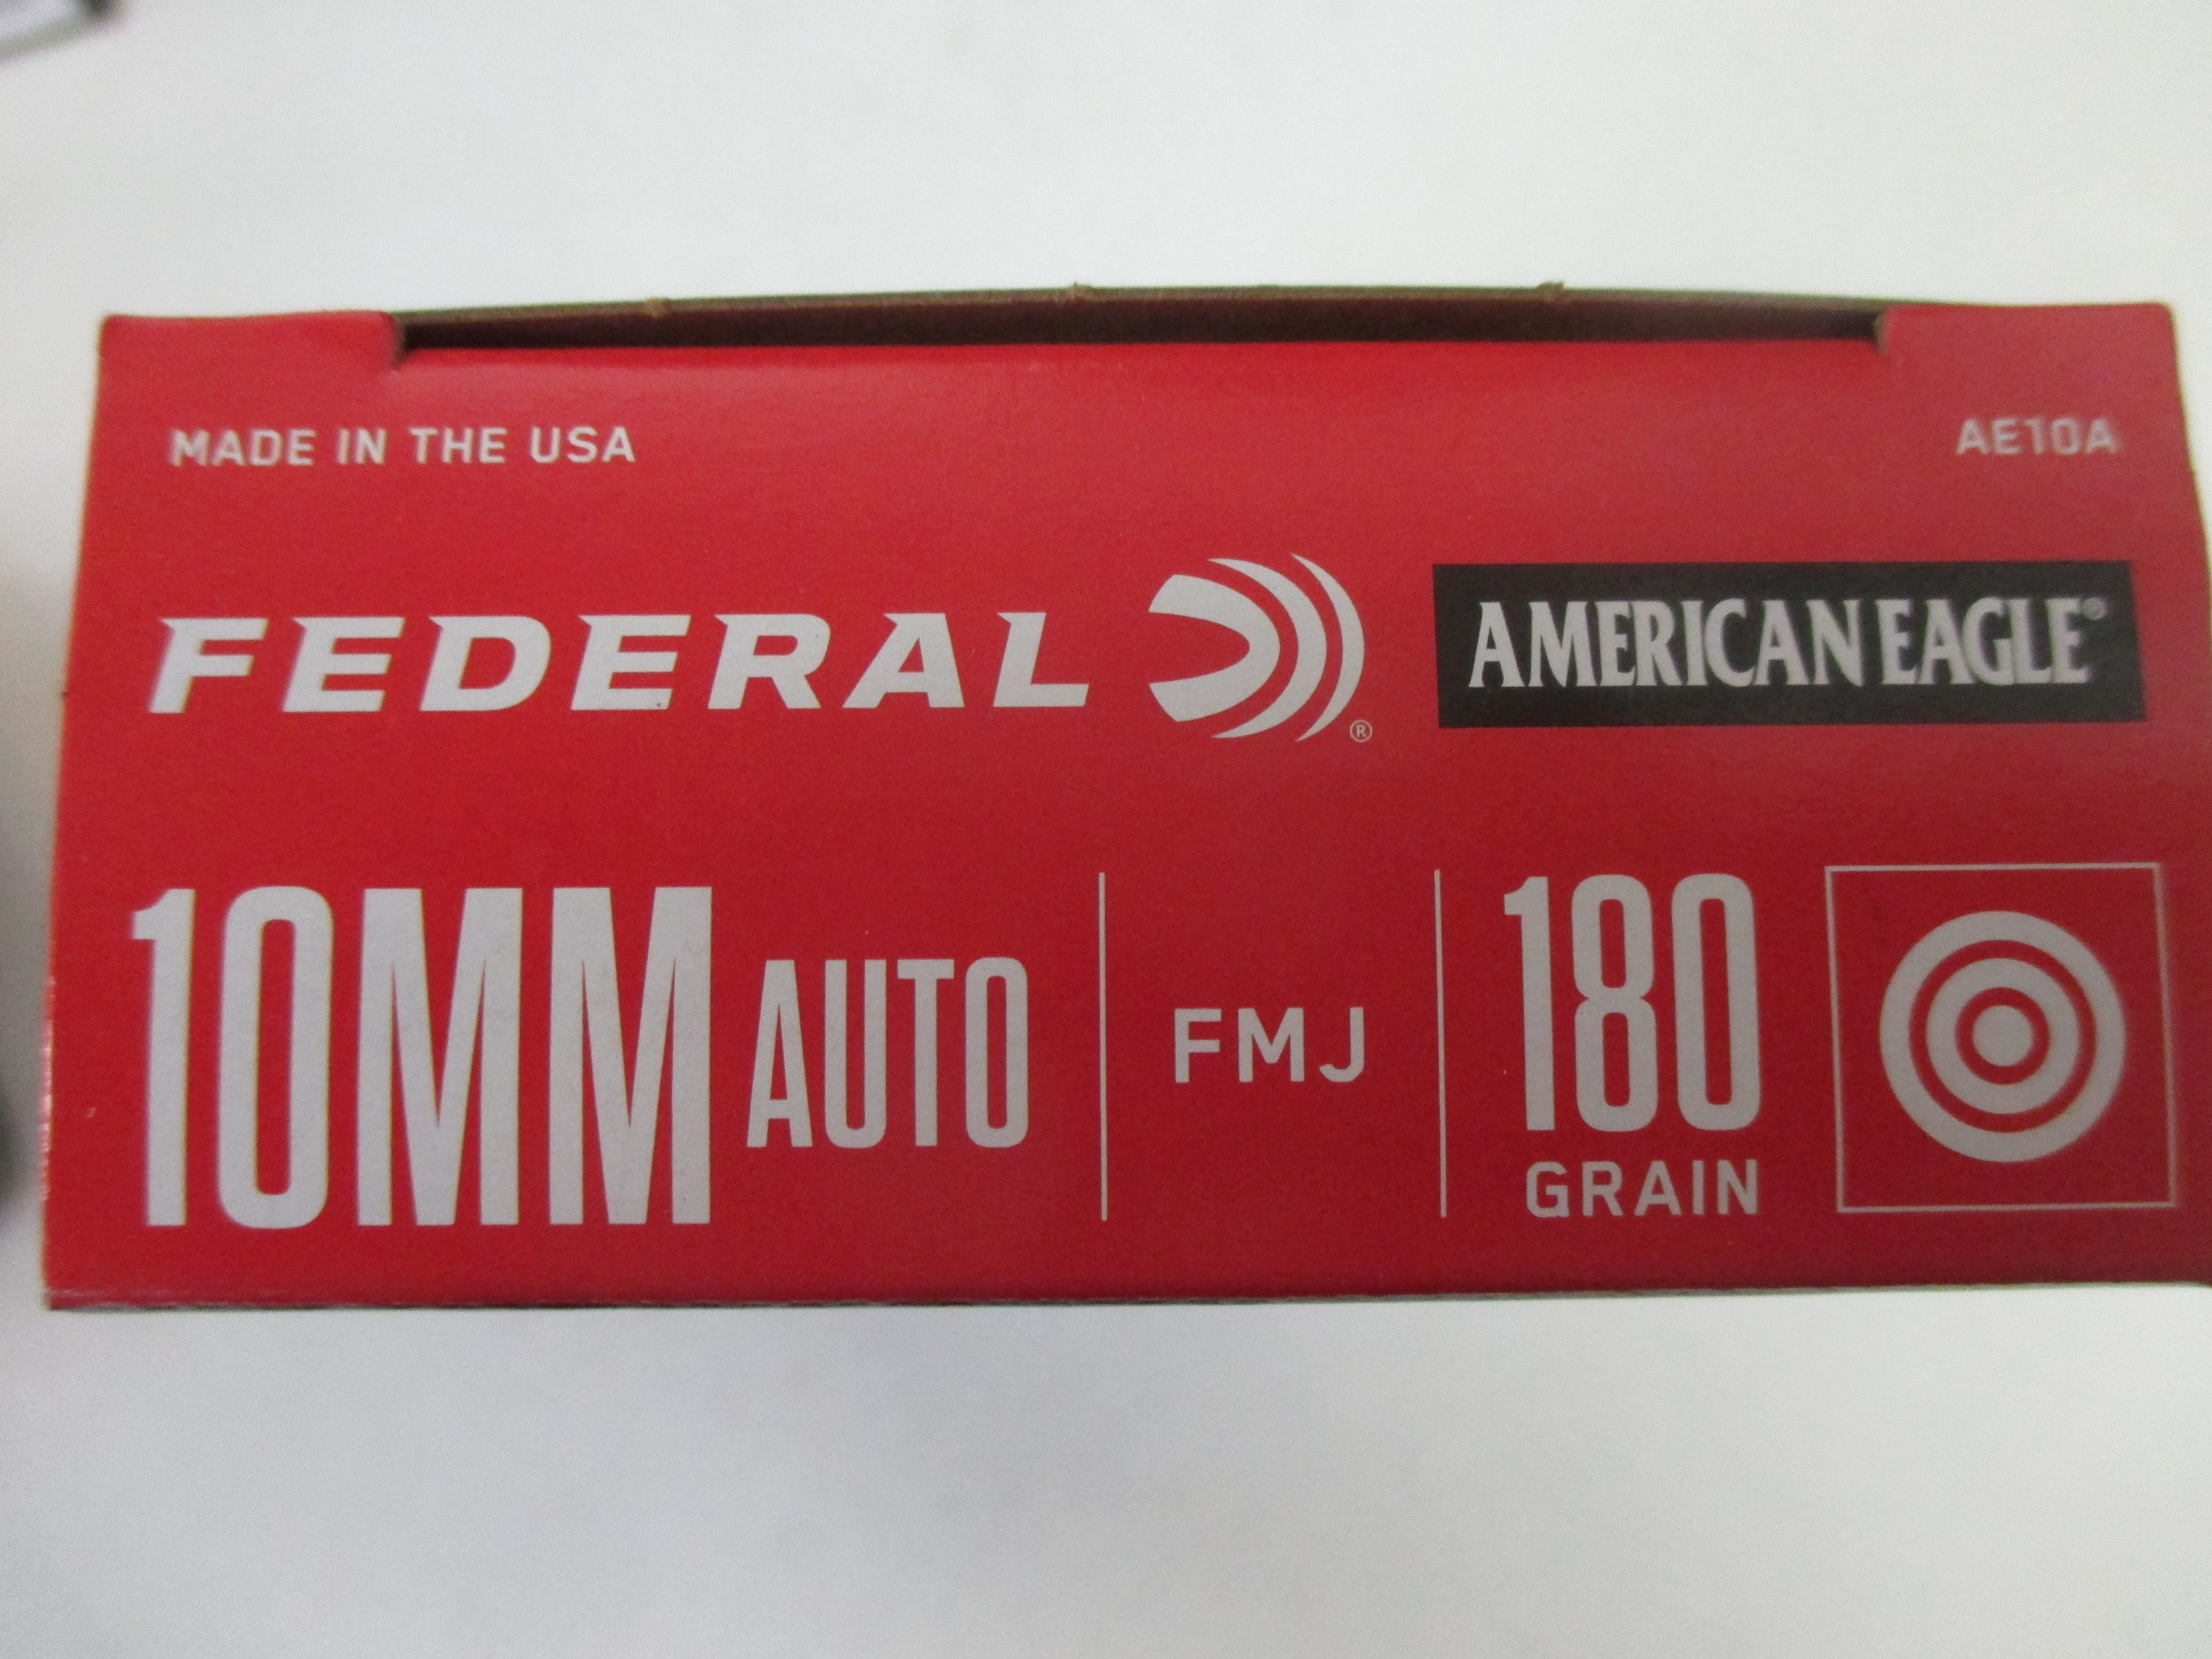 MADE IN THE USA AE10A
FEDERAL ® AMERICAN EAGLE®
10MM AUTO FMJ 180
GRAIN